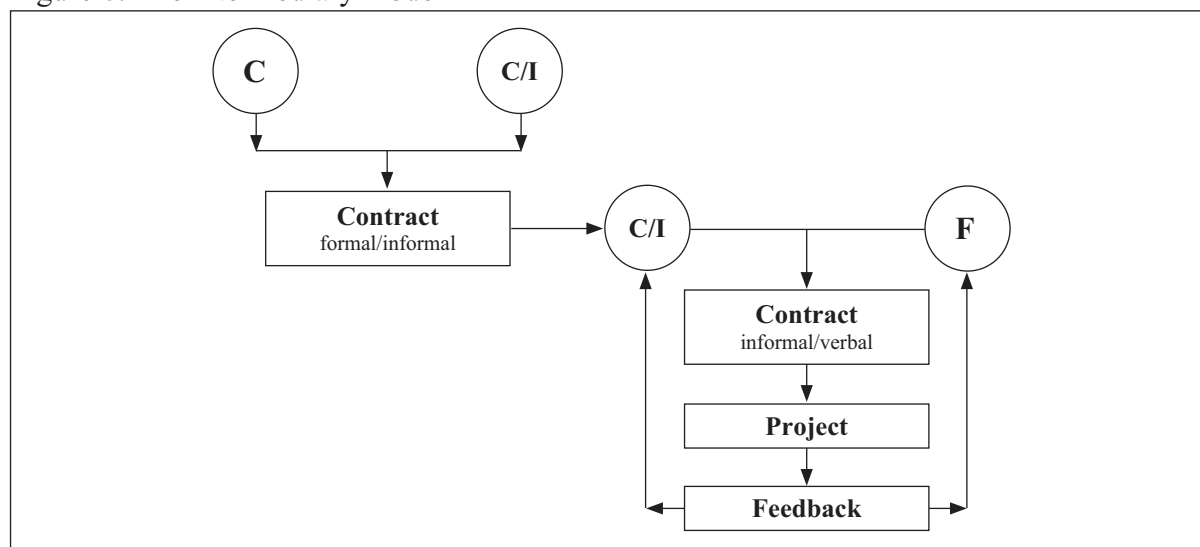 C
C/I
Contract
formal/informal
C/I
F
Contract
informal/verbal
Project
Feedback